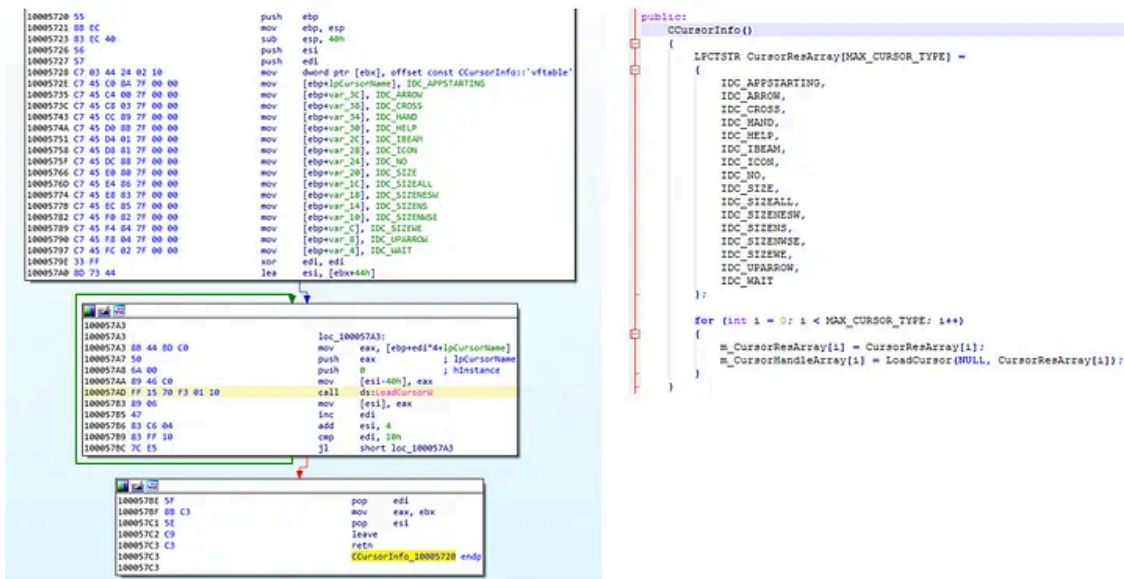 10005720 55 push ebp
10005721 8B EC mov ebp, esp
10005723 83 EC 40 sub esp, 40h
10005726 56 push esi
10005727 57 push edi
10005728 C7 03 44 24 02 10 mov dword ptr [ebx], offset const CCursorInfo::`vftable'
1000572E C7 45 C0 8A 7F 00 00 mov [ebp+lpCursorName], IDC_APPSTARTING
10005735 C7 45 C4 00 7F 00 00 mov [ebp+var_3C], IDC_ARROW
1000573C C7 45 C8 03 7F 00 00 mov [ebp+var_38], IDC_CROSS
10005743 C7 45 CC 89 7F 00 00 mov [ebp+var_34], IDC_HAND
1000574A C7 45 D0 8B 7F 00 00 mov [ebp+var_30], IDC_HELP
10005751 C7 45 D4 01 7F 00 00 mov [ebp+var_2C], IDC_IBEAM
10005758 C7 45 D8 81 7F 00 00 mov [ebp+var_28], IDC_ICON
1000575F C7 45 DC 88 7F 00 00 mov [ebp+var_24], IDC_NO
10005766 C7 45 E0 80 7F 00 00 mov [ebp+var_20], IDC_SIZE
1000576D C7 45 E4 86 7F 00 00 mov [ebp+var_1C], IDC_SIZEALL
10005774 C7 45 E8 83 7F 00 00 mov [ebp+var_18], IDC_SIZENESW
1000577B C7 45 EC 85 7F 00 00 mov [ebp+var_14], IDC_SIZENS
10005782 C7 45 F0 82 7F 00 00 mov [ebp+var_10], IDC_SIZENWSE
10005789 C7 45 F4 84 7F 00 00 mov [ebp+var_C], IDC_SIZEWE
10005790 C7 45 F8 04 7F 00 00 mov [ebp+var_8], IDC_UPARROW
10005797 C7 45 FC 02 7F 00 00 mov [ebp+var_4], IDC_WAIT
1000579E 33 FF xor edi, edi
100057A0 8D 73 44 lea esi, [ebx+44h]
100057A3
100057A3 loc_100057A3:
100057A3 8B 44 BD C0 mov eax, [ebp+edi*4+lpCursorName]
100057A7 50 push eax ; lpCursorName
100057A8 6A 00 push 0 ; hInstance
100057AA 89 46 C0 mov [esi-40h], eax
100057AD FF 15 70 F3 01 10 call ds:LoadCursorW
100057B3 89 06 mov [esi], eax
100057B5 47 inc edi
100057B6 83 C6 04 add esi, 4
100057B9 83 FF 10 cmp edi, 10h
100057BC 7C E5 jl short loc_100057A3
100057BE 5F pop edi
100057BF 8B C3 mov eax, ebx
100057C1 5E pop esi
100057C2 C9 leave
100057C3 C3 retn
100057C3 CCursorInfo_10005720 endp
100057C3
public:
CCursorInfo()
{
LPCTSTR CursorResArray[MAX_CURSOR_TYPE] =
{
IDC_APPSTARTING,
IDC_ARROW,
IDC_CROSS,
IDC_HAND,
IDC_HELP,
IDC_IBEAM,
IDC_ICON,
IDC_NO,
IDC_SIZE,
IDC_SIZEALL,
IDC_SIZENESW,
IDC_SIZENS,
IDC_SIZENWSE,
IDC_SIZEWE,
IDC_UPARROW,
IDC_WAIT
};
for (int i = 0; i < MAX_CURSOR_TYPE; i++)
{
m_CursorResArray[i] = CursorResArray[i];
m_CursorHandleArray[i] = LoadCursor(NULL, CursorResArray[i]);
}
}